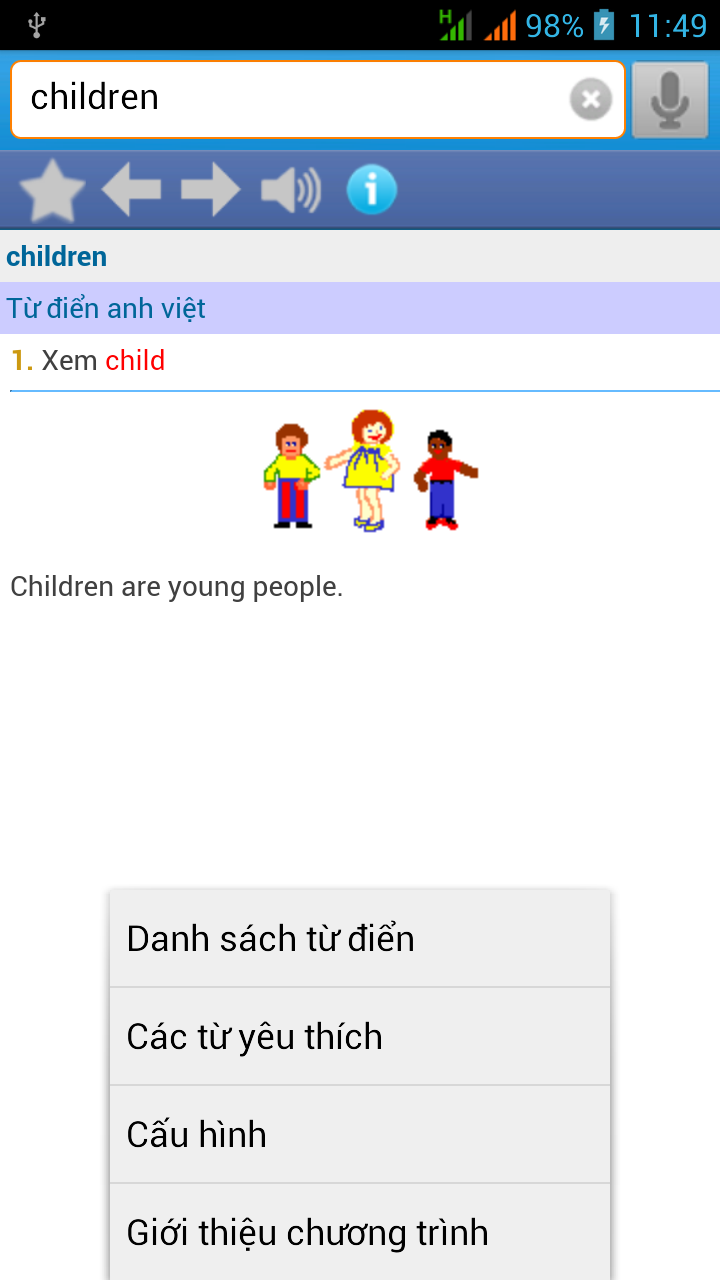 H 98% 11:49
children
children
Từ điển anh việt
1. Xem child
Children are young people.
Danh sách từ điển
Các từ yêu thích
Cấu hình
Giới thiệu chương trình